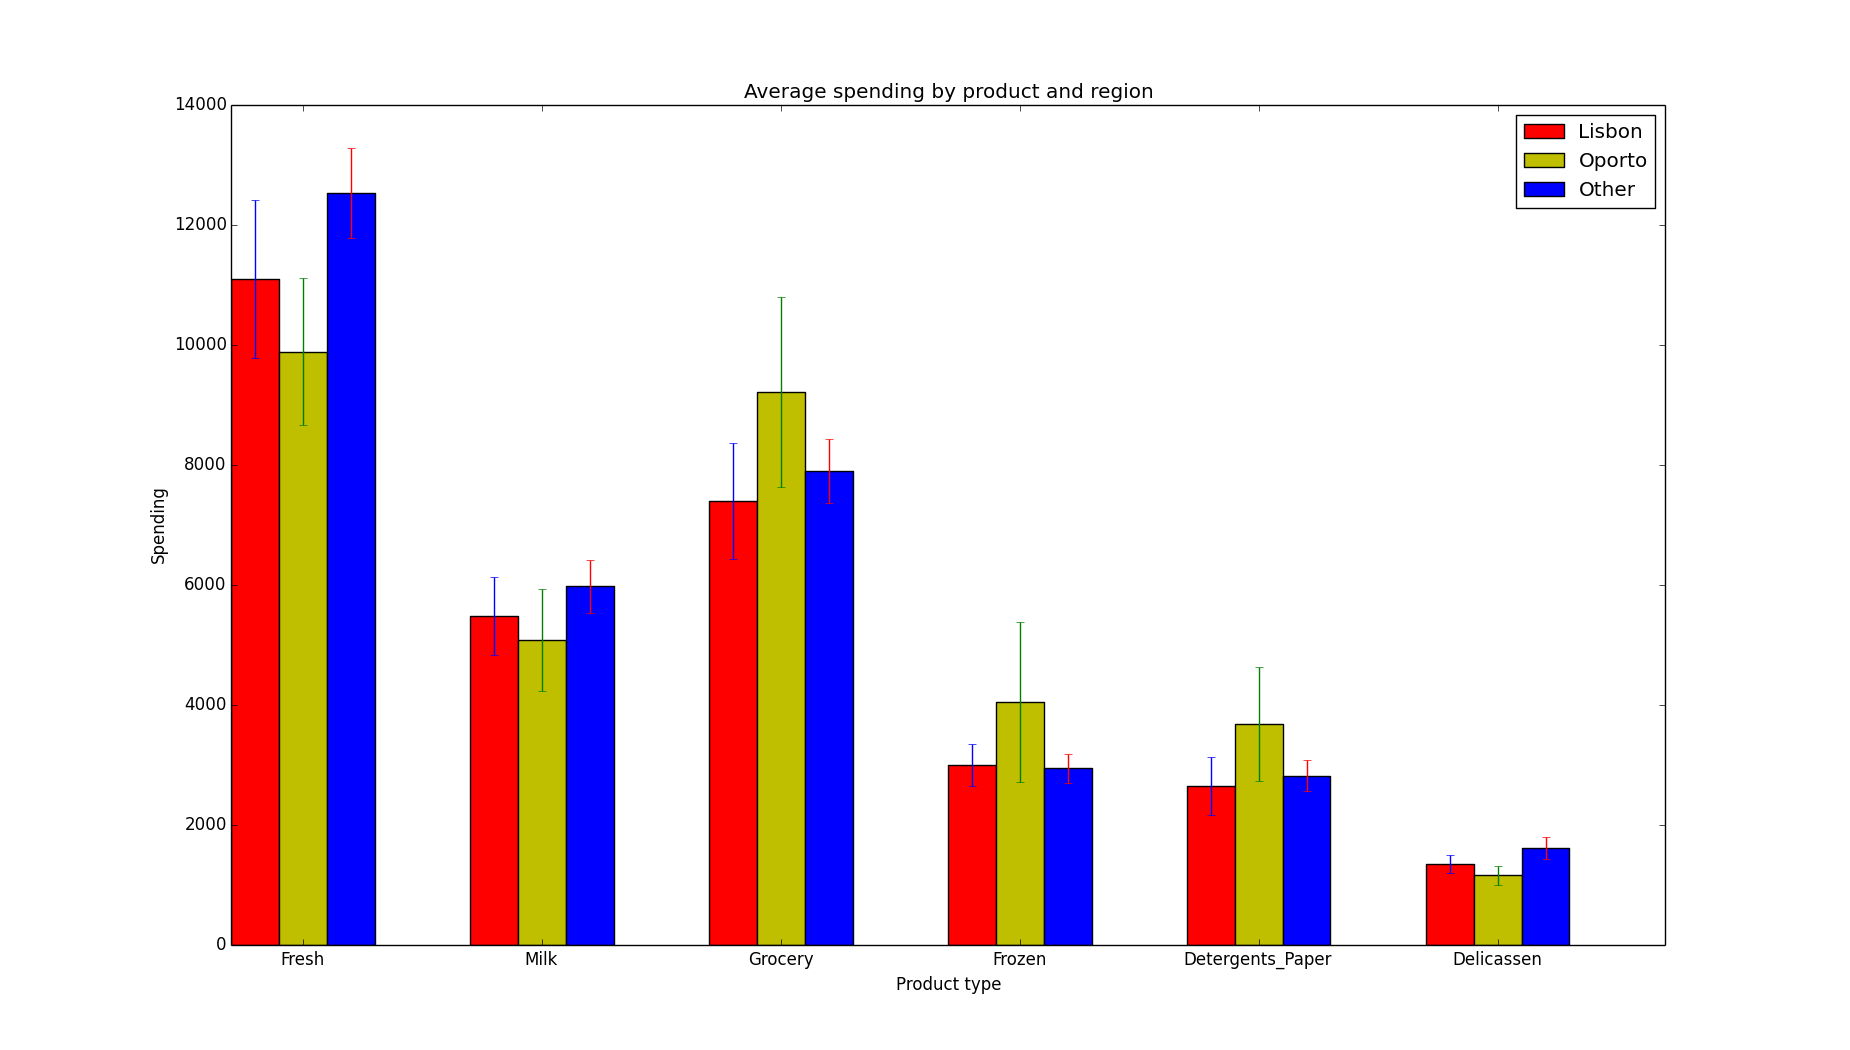 Average spending by product and region
14000
12000
10000
8000
6000
4000
2000
0
Spending
Lisbon
Oporto
Other
Fresh Milk Grocery Frozen Detergents_Paper Delicassen
Product type